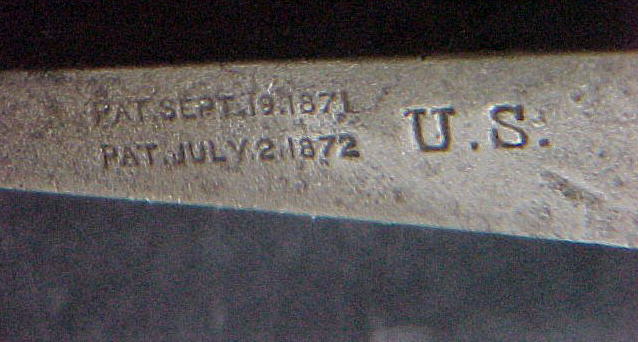 PAT. SEPT. 19. 1871.
PAT. JULY. 2. 1872
U.S.